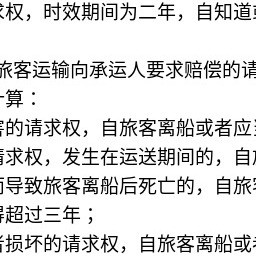 求权，时效期间为二年，自知道
旅客运输向承运人要求赔偿的请
计算：
害的请求权，自旅客离船或者应
请求权，发生在运送期间的，自
而导致旅客离船后死亡的，自旅
得超过三年；
者损坏的请求权，自旅客离船或